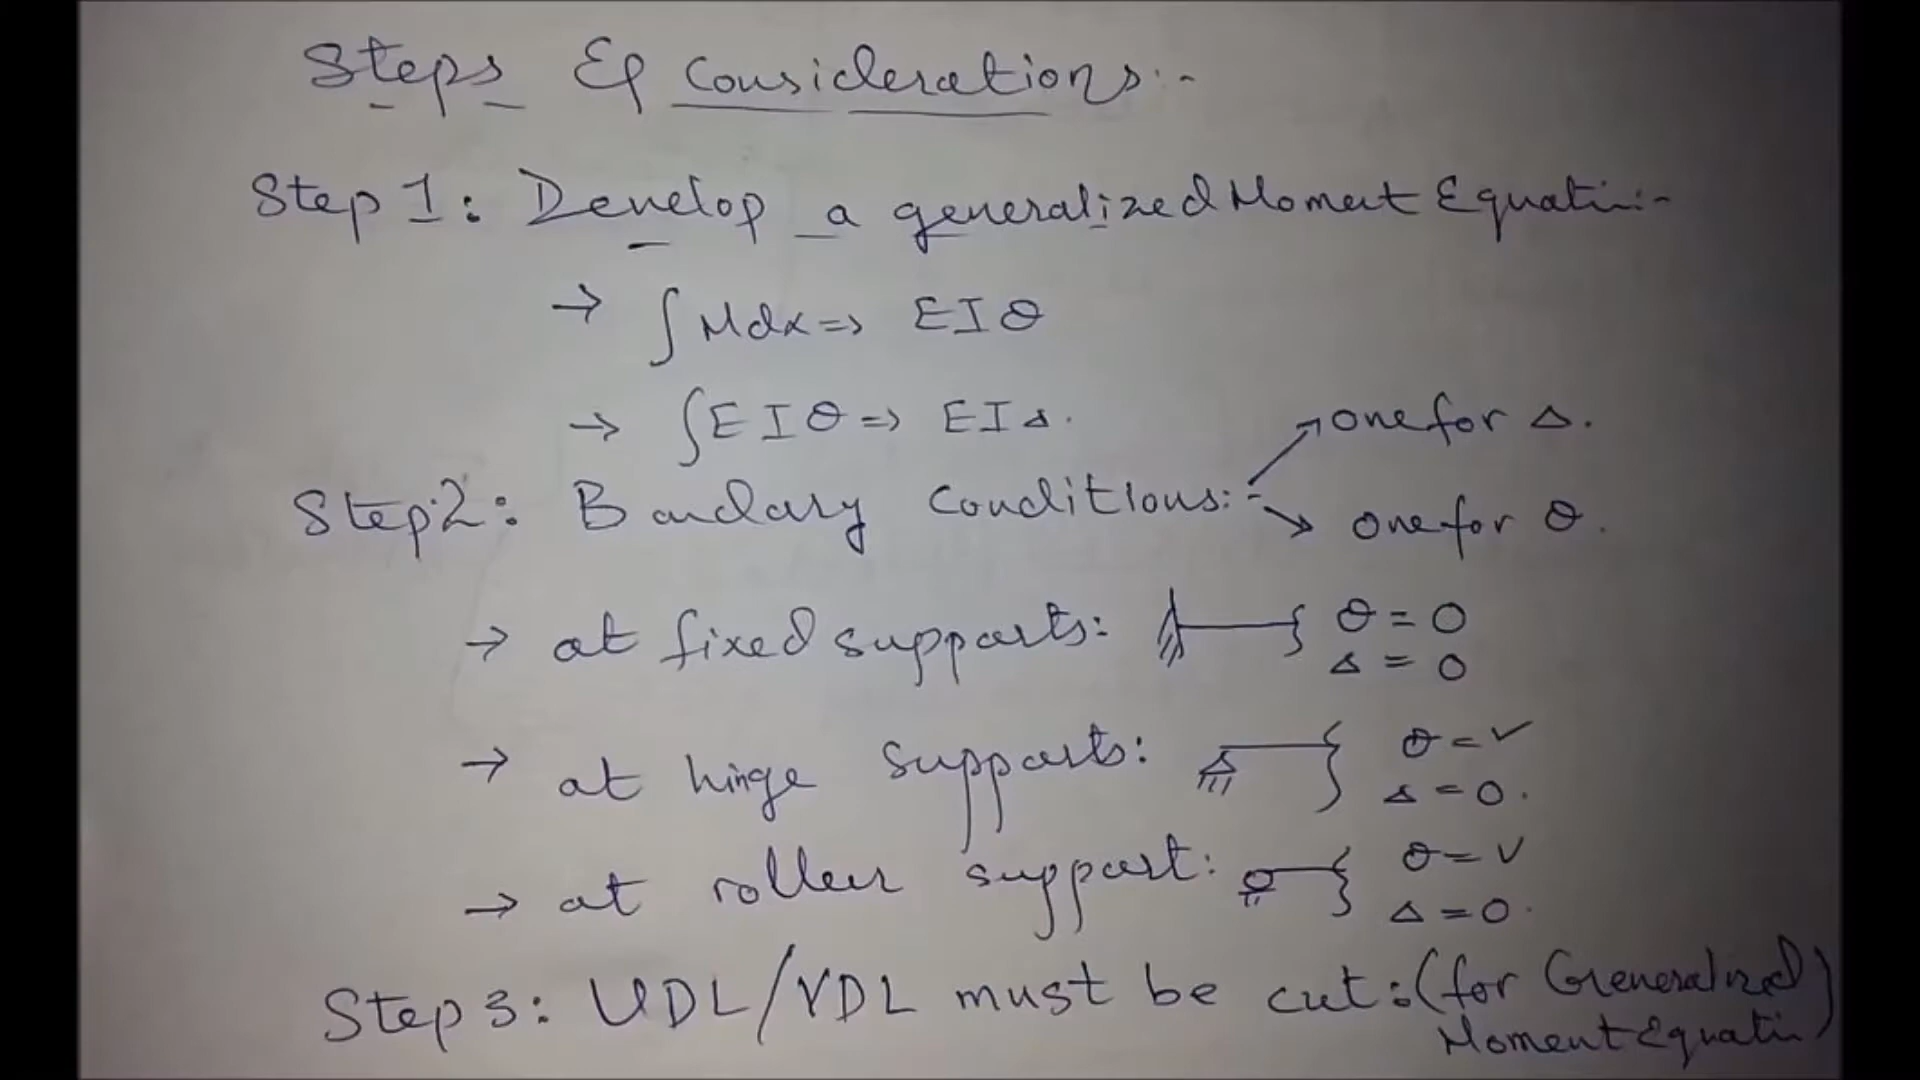 Steps & Considerations:-
Step 1: Develop a generalized Moment Equation:-
→ ∫Mdx => EIθ
→ ∫EIθ => EIΔ.
Step 2: Boundary Conditions:-
→ one for Δ.
→ one for θ.
→ at fixed supports: θ = 0
Δ = 0
→ at hinge supports: θ = ✓
Δ = 0.
→ at roller support: θ = ✓
Δ = 0.
Step 3: UDL/VDL must be cut: (for Generalized
Moment Equation)